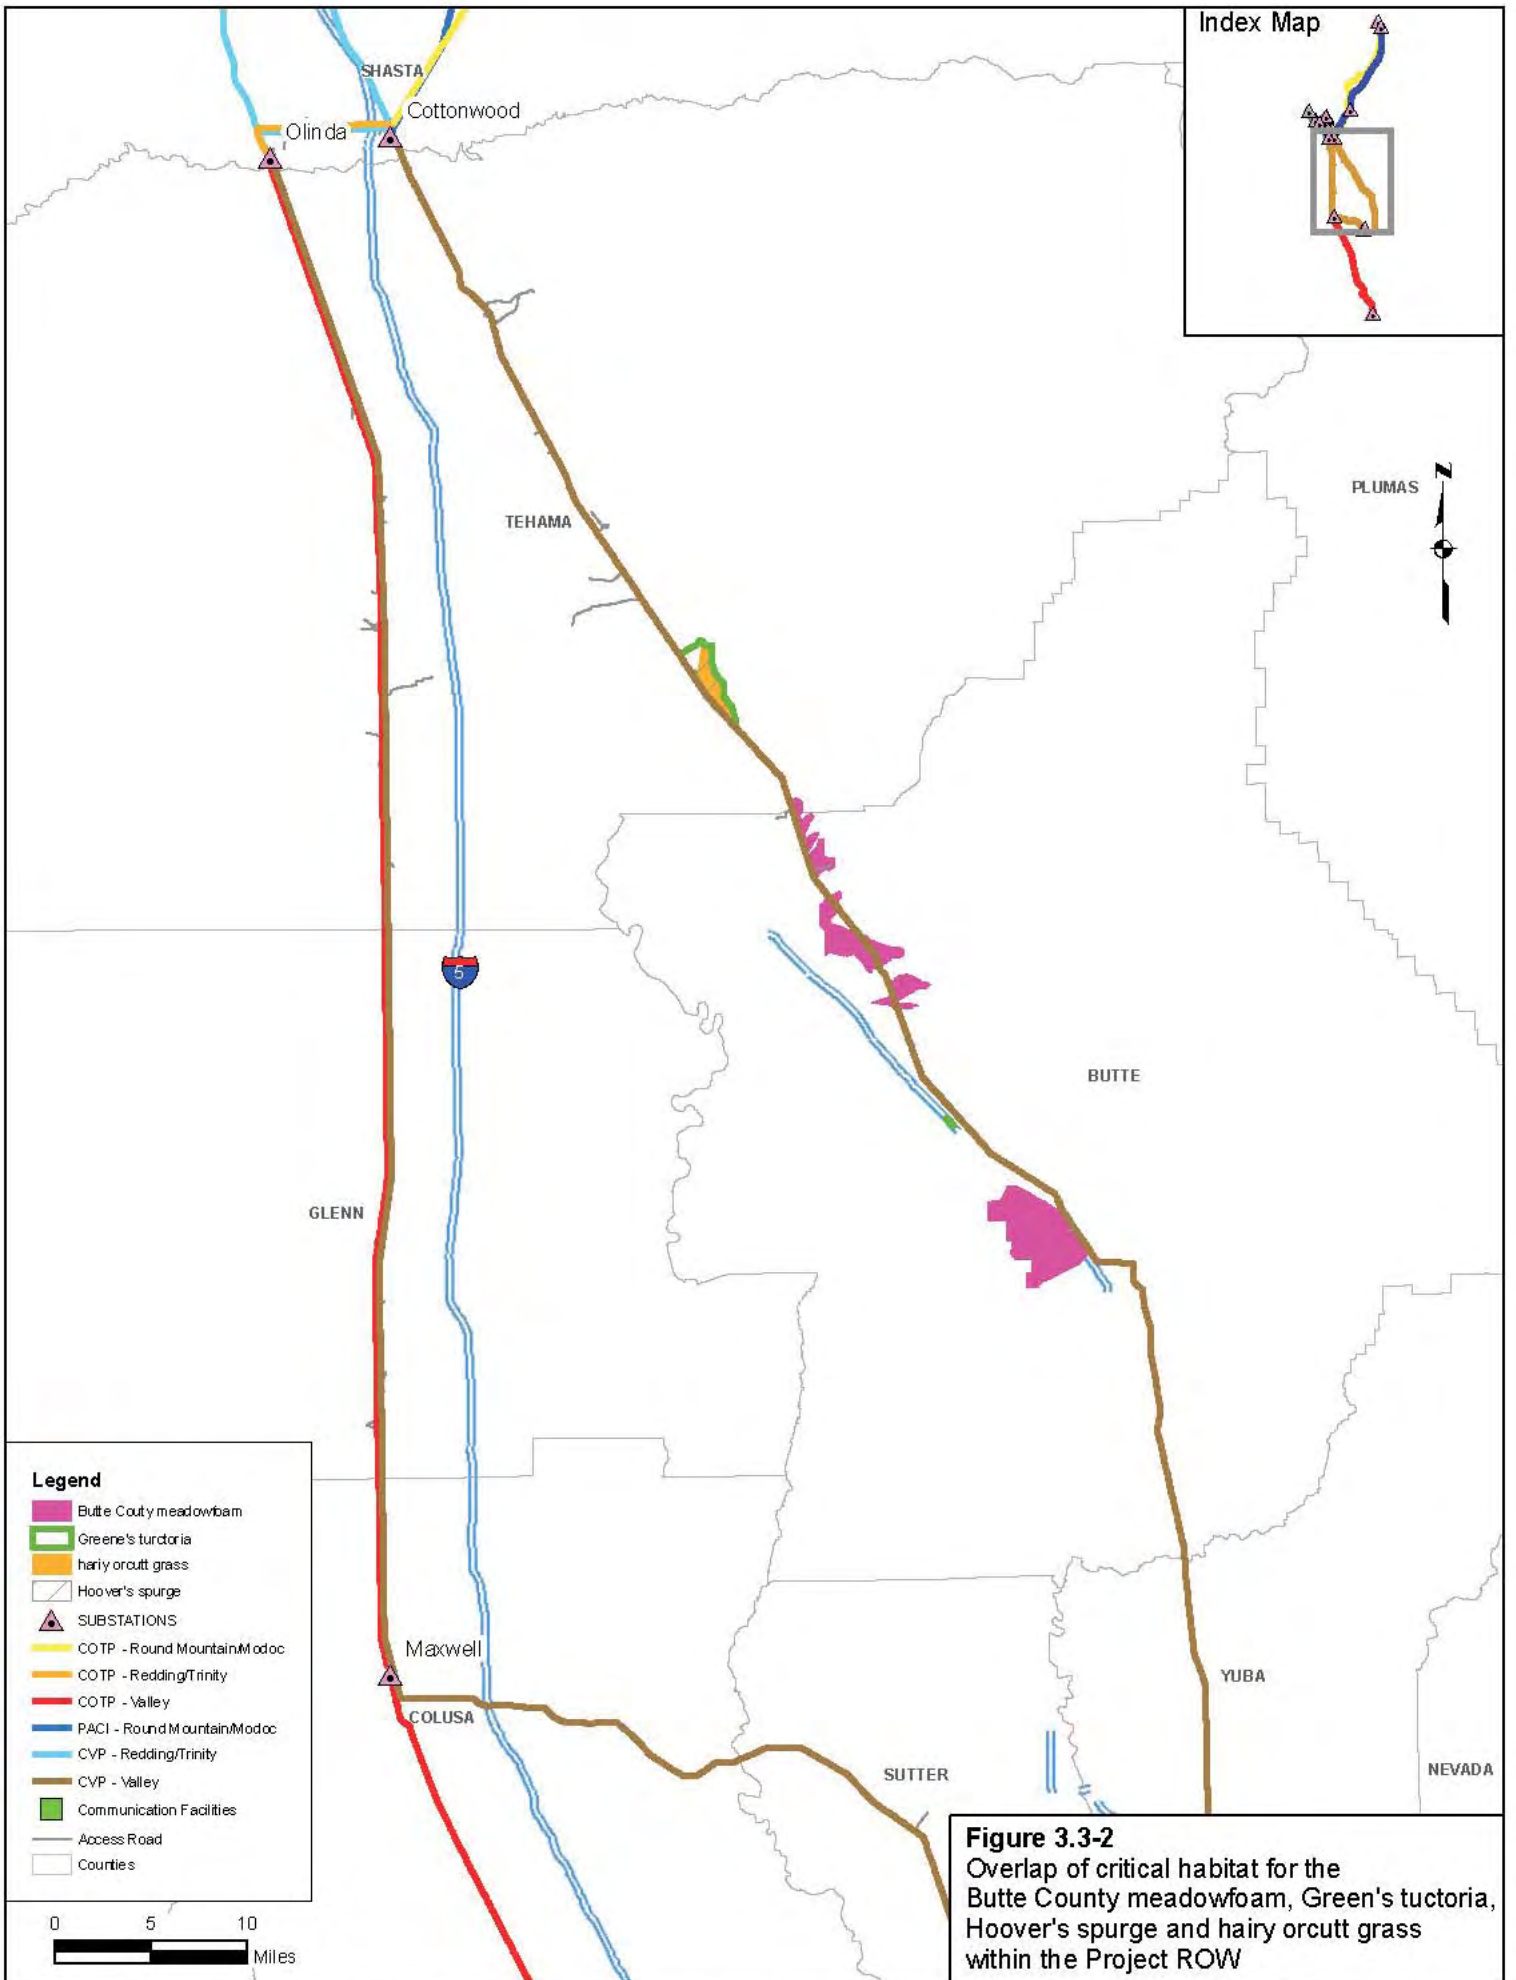 Index Map
SHASTA
Cottonwood
Olinda
PLUMAS
N
TEHAMA
5
BUTTE
GLENN
Legend
Butte Couty meadowfoam
Greene's turctoria
hariy orcutt grass
Hoover's spurge
SUBSTATIONS
COTP - Round Mountain/Modoc
COTP - Redding/Trinity
COTP - Valley
PACI - Round Mountain/Modoc
CVP - Redding/Trinity
CVP - Valley
Communication Facilities
Access Road
Counties
Maxwell
COLUSA
YUBA
SUTTER
NEVADA
0 5 10
Miles
Figure 3.3-2
Overlap of critical habitat for the
Butte County meadowfoam, Green's tuctoria,
Hoover's spurge and hairy orcutt grass
within the Project ROW